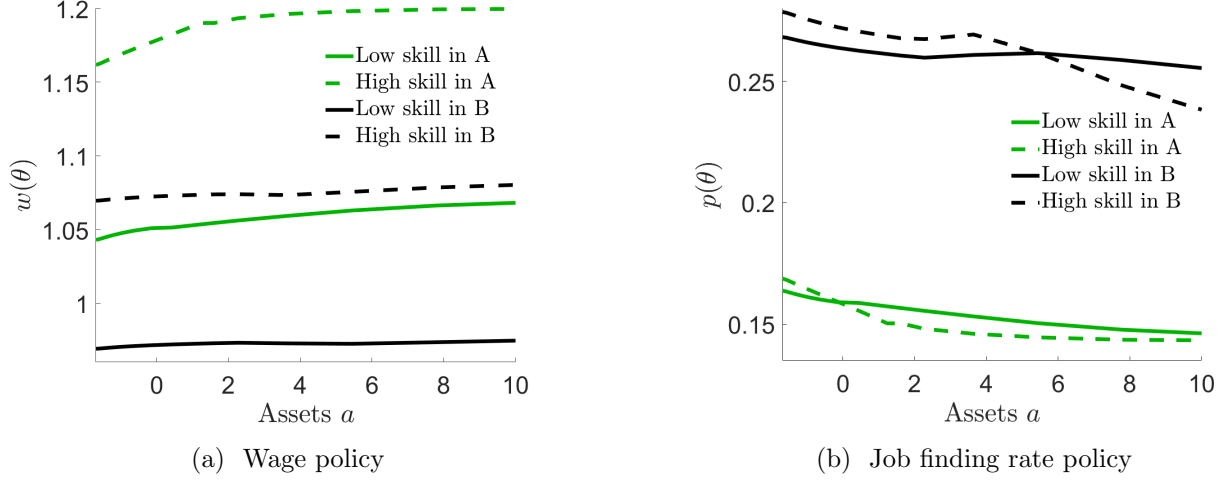 1.2
1.15
1.1
1.05
1
w(θ)
Low skill in A
High skill in A
Low skill in B
High skill in B
0 2 4 6 8 10
Assets a
(a) Wage policy
0.25
0.2
0.15
p(θ)
Low skill in A
High skill in A
Low skill in B
High skill in B
0 2 4 6 8 10
Assets a
(b) Job finding rate policy